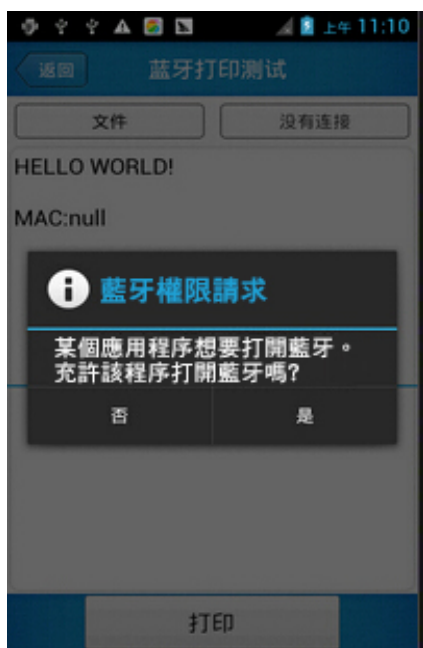 上午 11:10
返回
蓝牙打印测试
文件
没有连接
HELLO WORLD!
MAC:null
藍牙權限請求
某個應用程序想要打開藍牙。
充許該程序打開藍牙嗎?
否
是
打印